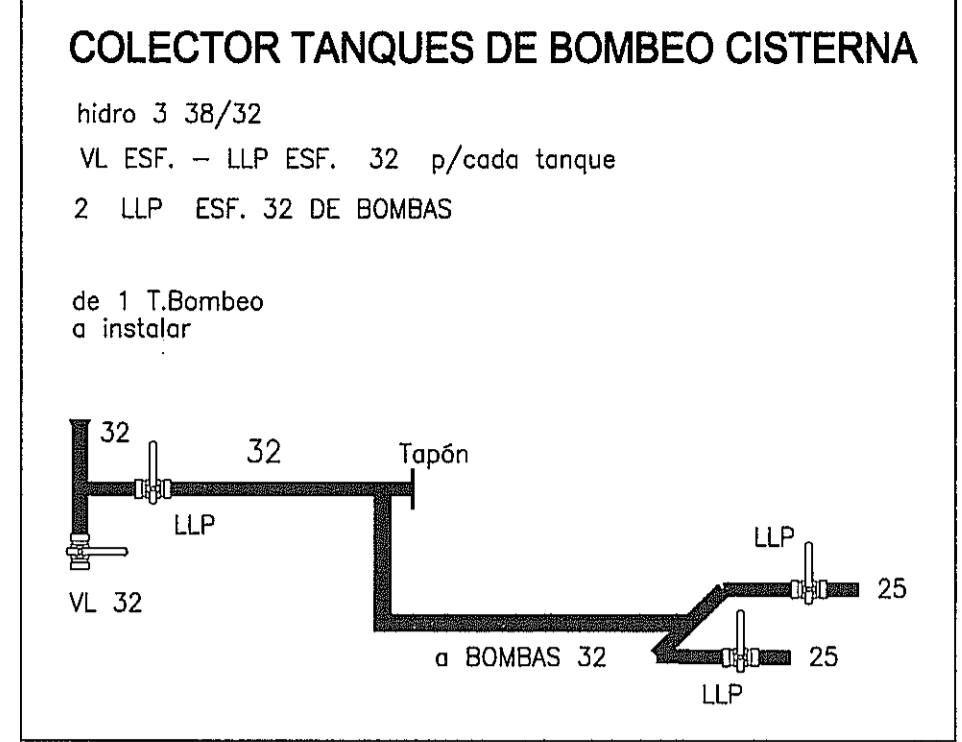 COLECTOR TANQUES DE BOMBEO CISTERNA
hidro 3 38/32
VL ESF. – LLP ESF. 32 p/cada tanque
2 LLP ESF. 32 DE BOMBAS
de 1 T.Bombeo
a instalar
32
32
Tapón
LLP
VL 32
LLP
25
a BOMBAS 32
25
LLP